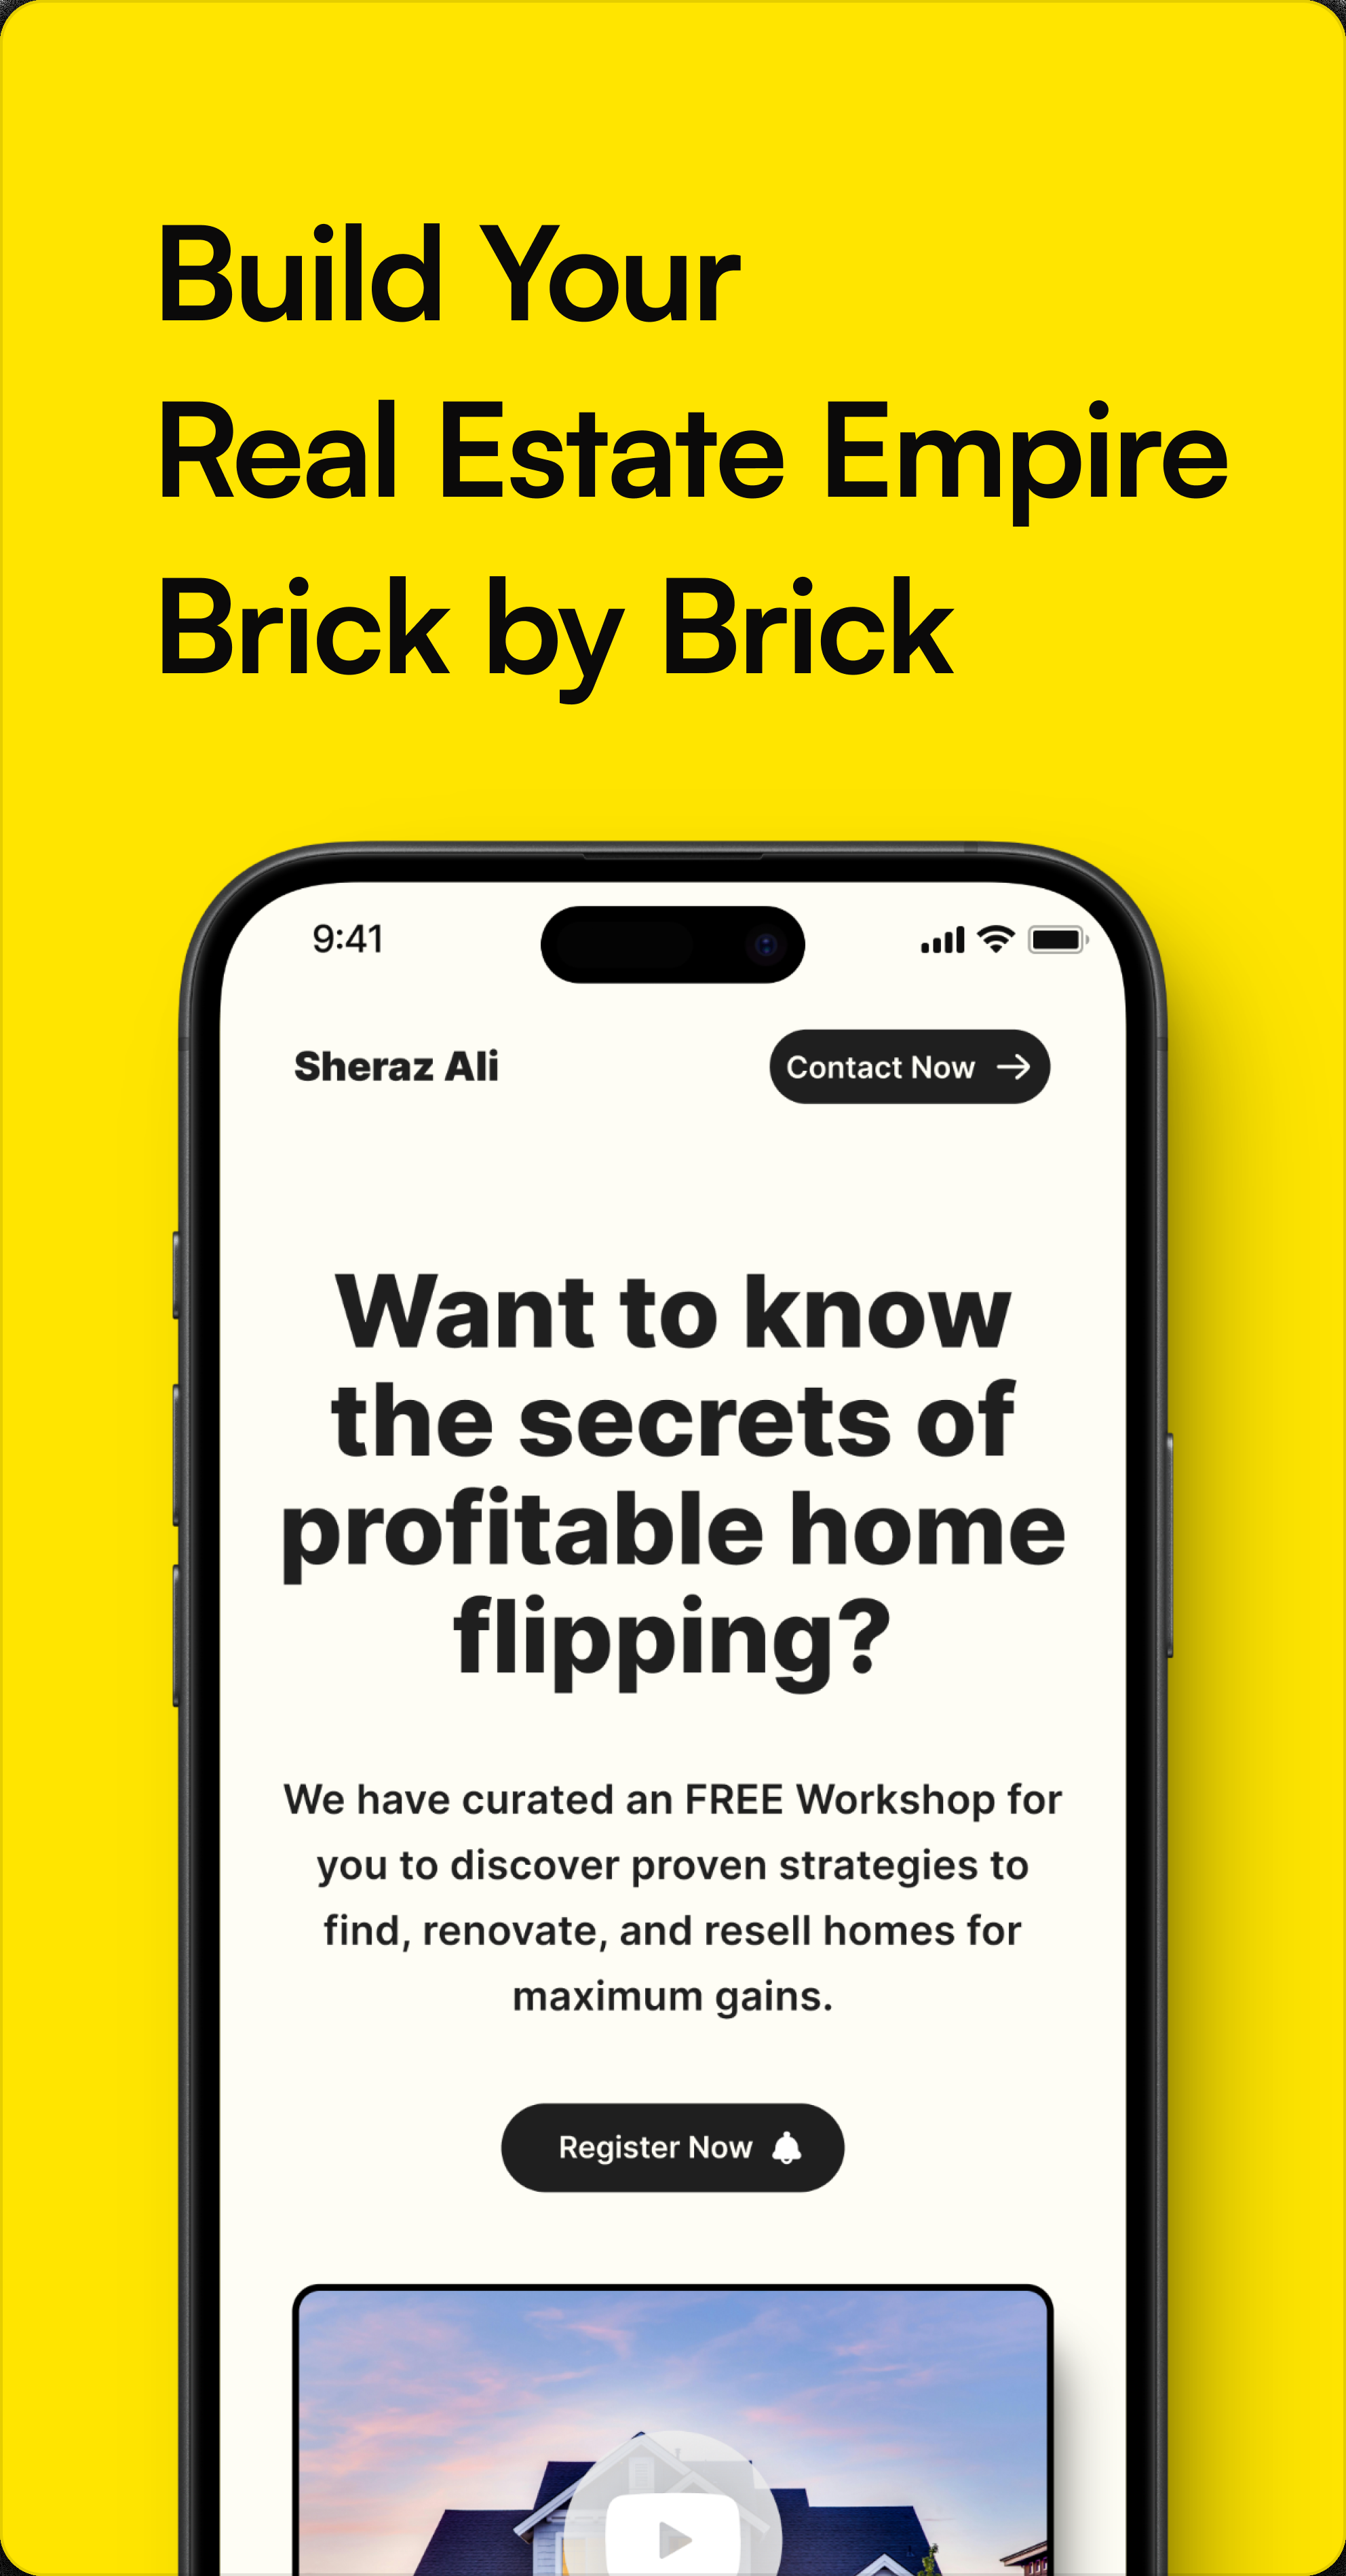 Build Your
Real Estate Empire
Brick by Brick
9:41
Sheraz Ali
Contact Now
Want to know
the secrets of
profitable home
flipping?
We have curated an FREE Workshop for
you to discover proven strategies to
find, renovate, and resell homes for
maximum gains.
Register Now